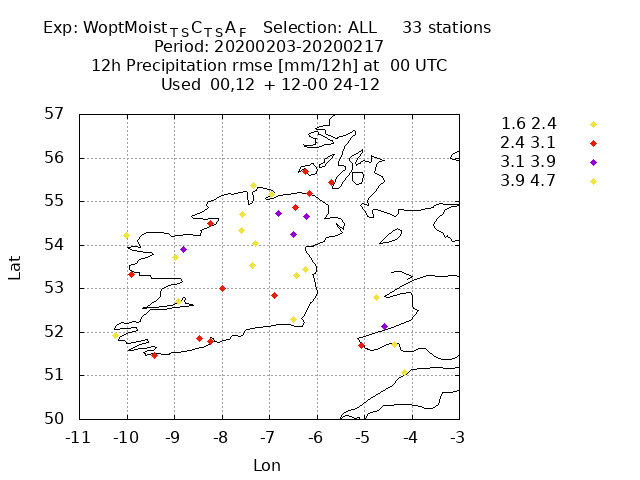 Exp: WoptMoist_TSC_TSA_F   Selection: ALL     33 stations
Period: 20200203-20200217
12h Precipitation rmse [mm/12h] at  00 UTC
Used  00,12  + 12-00 24-12
1.6 2.4
2.4 3.1
3.1 3.9
3.9 4.7
57
56
55
54
53
52
51
50
Lat
-11 -10 -9 -8 -7 -6 -5 -4 -3
Lon